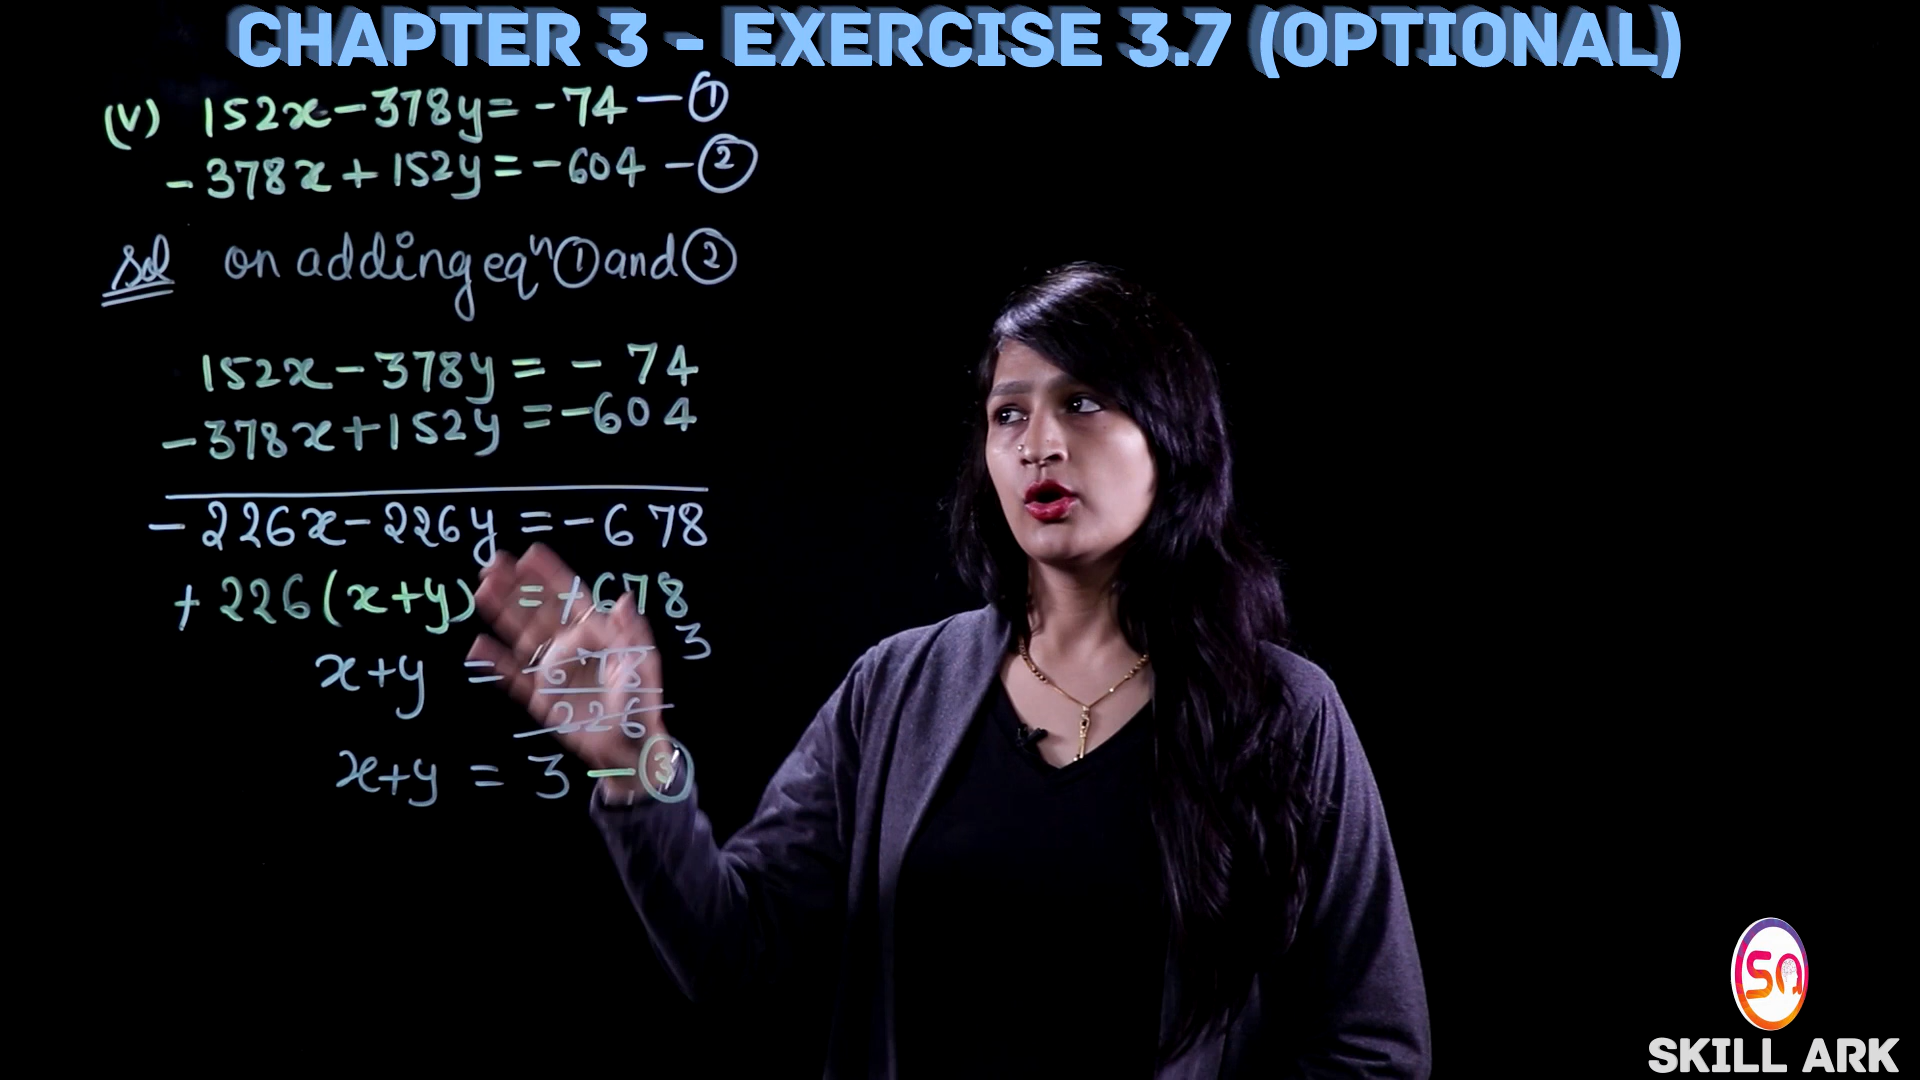 CHAPTER 3 - EXERCISE 3.7 (OPTIONAL)
(V) 152x - 378y = - 74 — ①
- 378x + 152y = - 604 - ②
Sol on adding eqⁿ ① and ②
152x - 378y = - 74
- 378x + 152y = - 604
- 226x - 226y = - 678
+ 226 (x+y) = + 678
3
x+y = 678
226
x+y = 3 - ③
SA
SKILL ARK